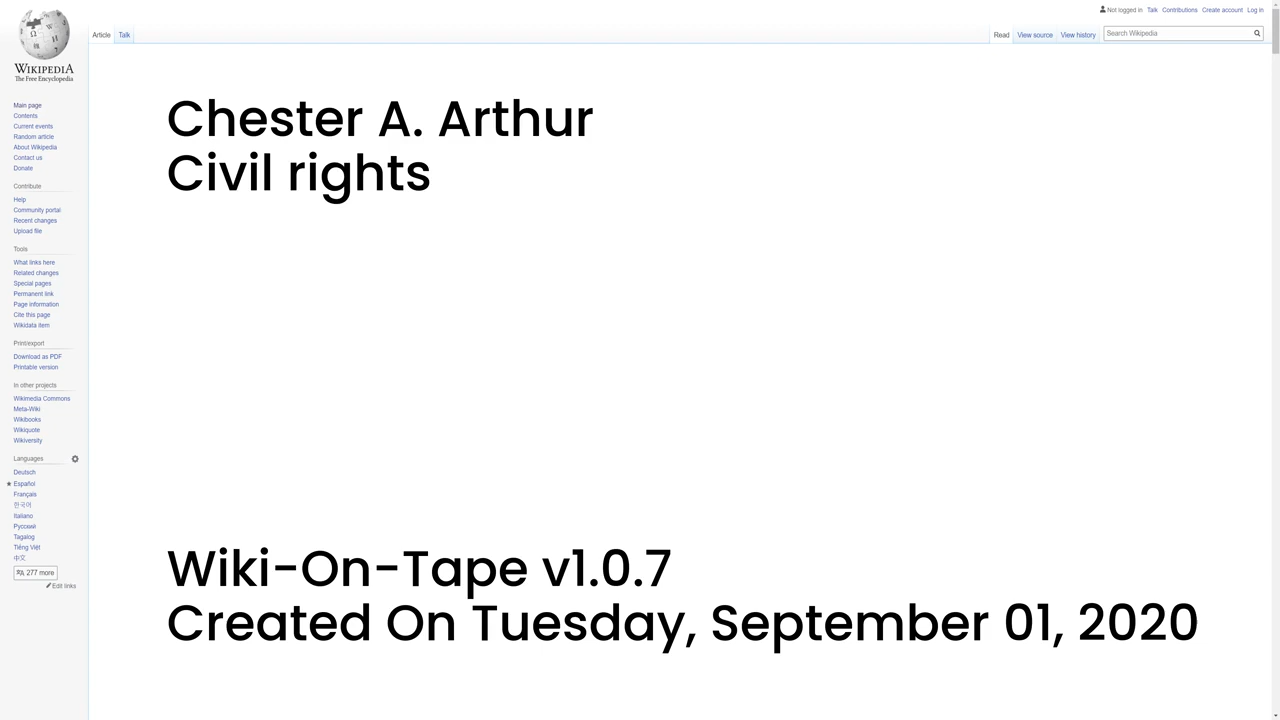 Not logged in Talk Contributions Create account Log in
Article Talk Read View source View history Search Wikipedia
WIKIPEDIA
The Free Encyclopedia
Main page
Contents
Current events
Random article
About Wikipedia
Contact us
Donate
Contribute
Help
Community portal
Recent changes
Upload file
Tools
What links here
Related changes
Special pages
Permanent link
Page information
Cite this page
Wikidata item
Print/export
Download as PDF
Printable version
In other projects
Wikimedia Commons
Meta-Wiki
Wikibooks
Wikiquote
Wikiversity
Languages
Deutsch
Español
Français
한국어
Italiano
Русский
Tagalog
Tiếng Việt
中文
277 more
Edit links
Chester A. Arthur
Civil rights
Wiki-On-Tape v1.0.7
Created On Tuesday, September 01, 2020